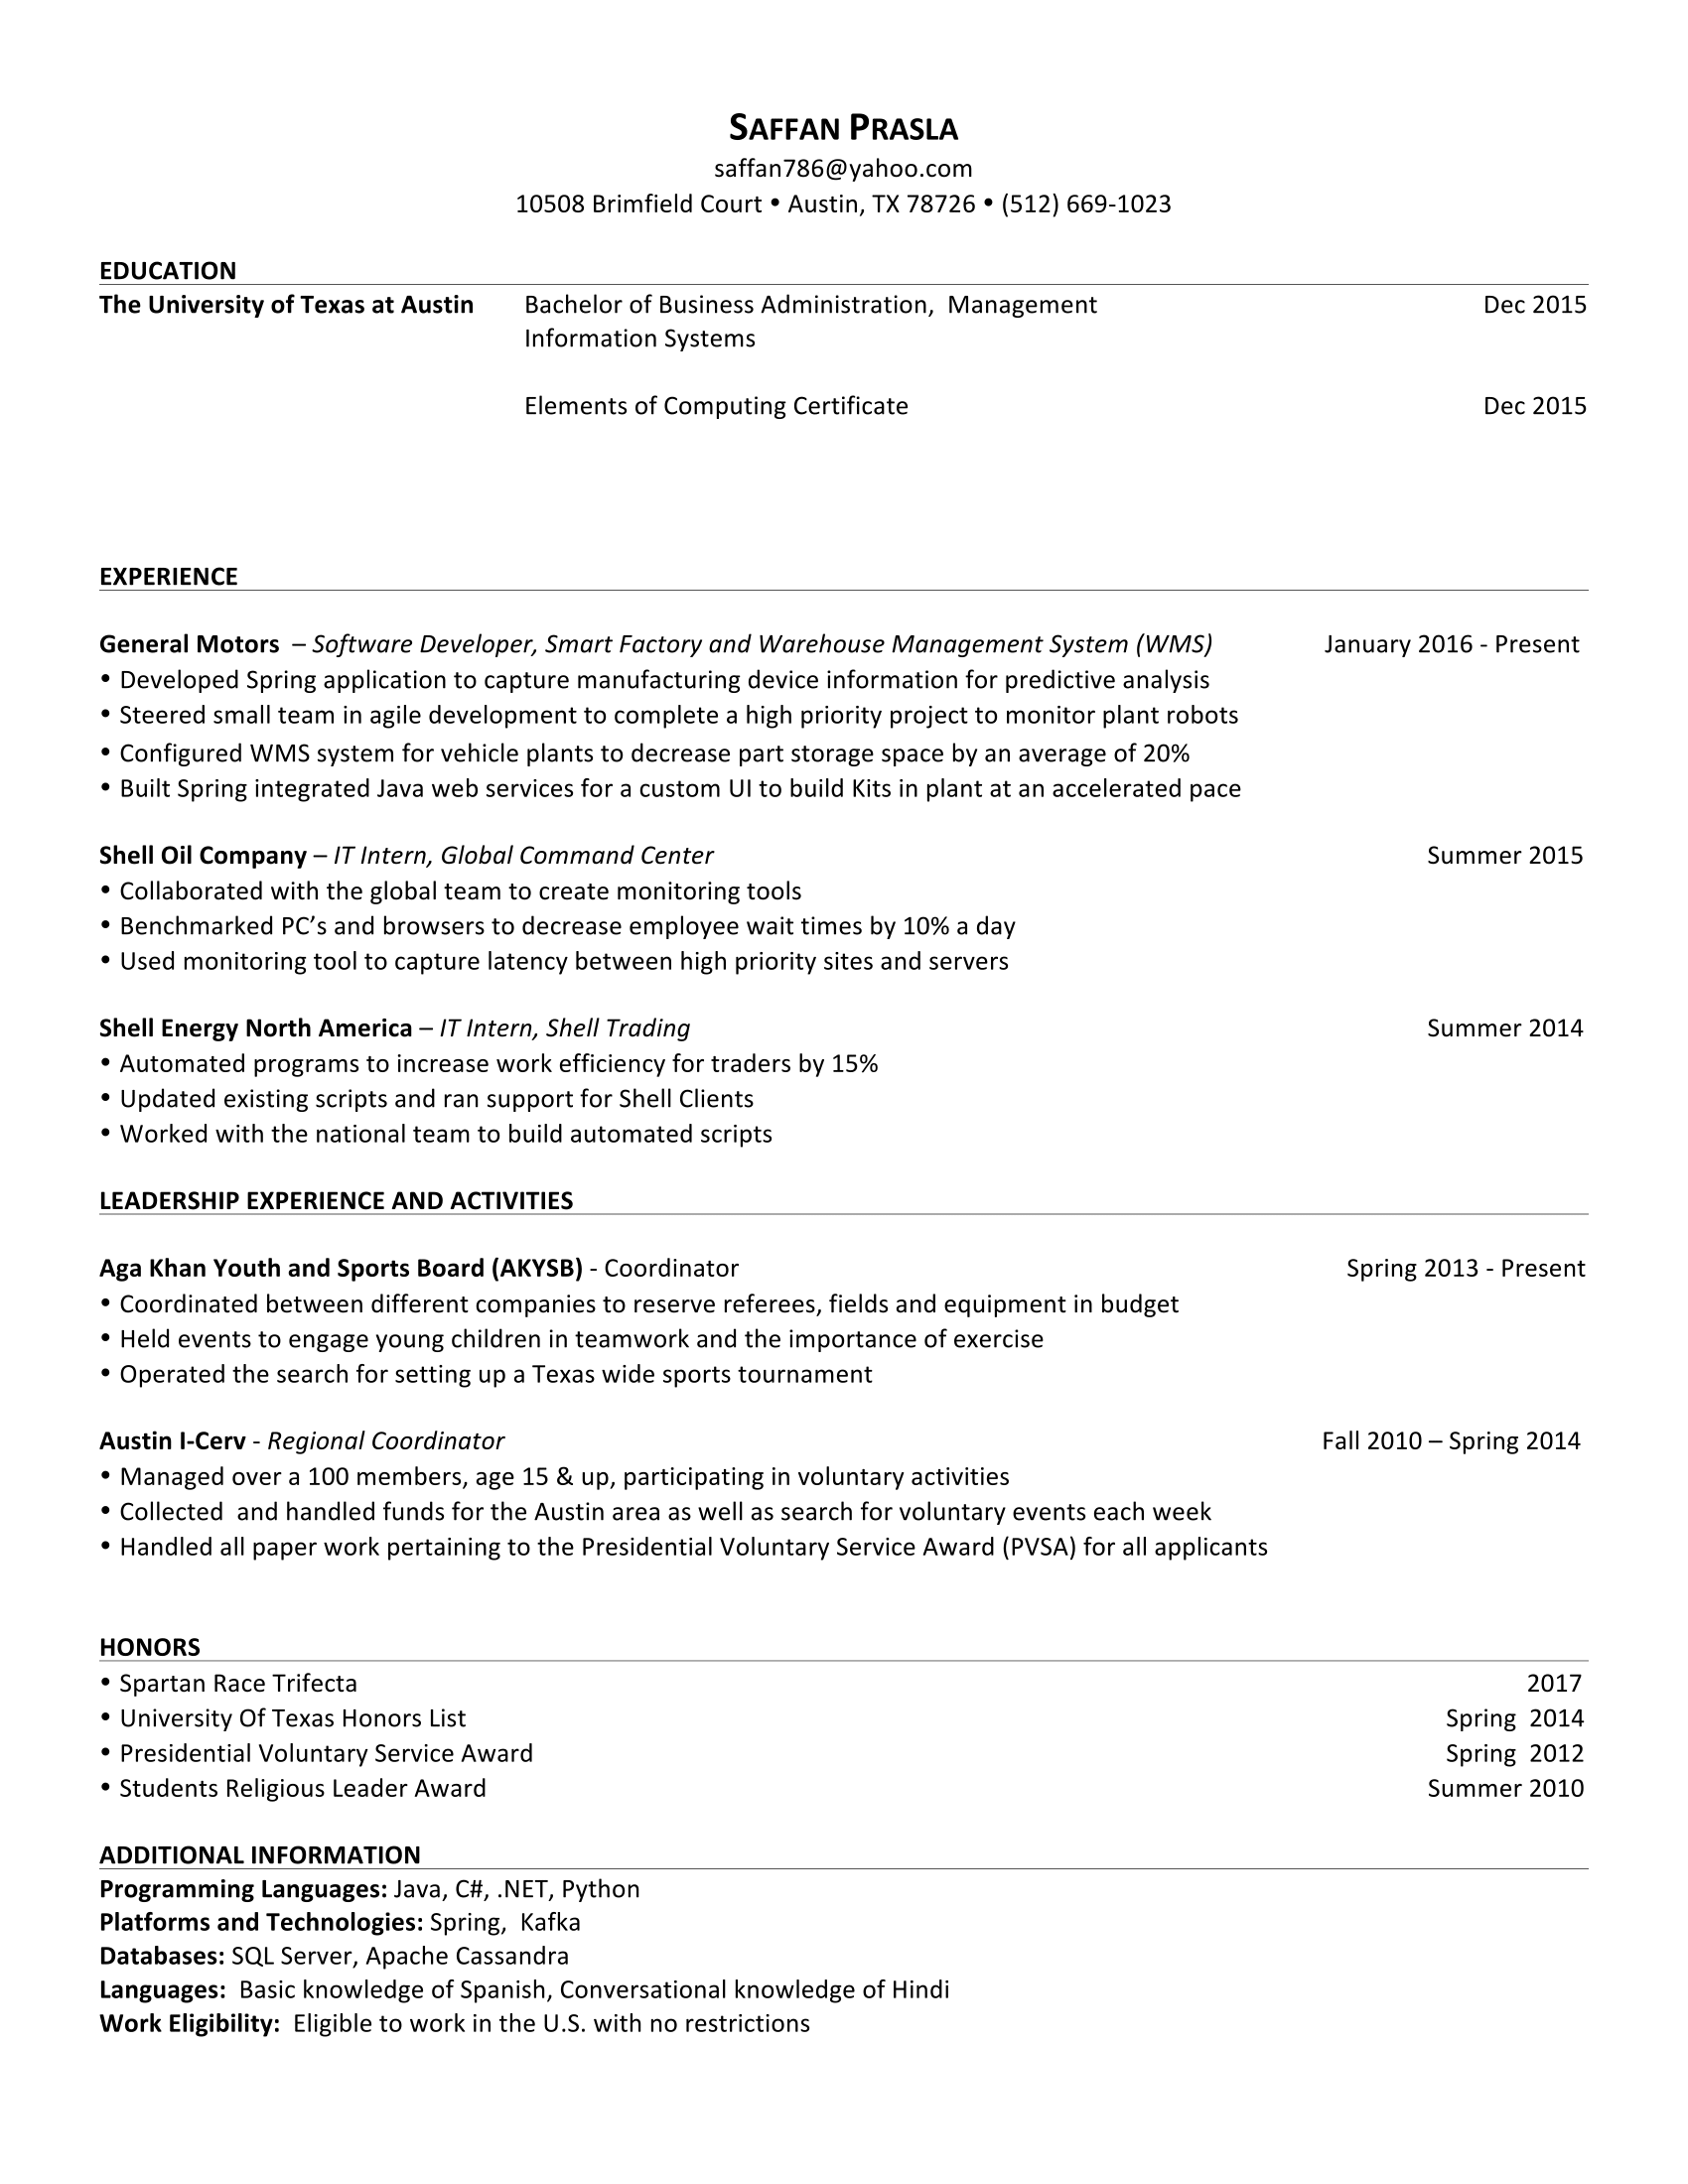 SAFFAN PRASLA
saffan786@yahoo.com
10508 Brimfield Court • Austin, TX 78726 • (512) 669-1023
EDUCATION
The University of Texas at Austin Bachelor of Business Administration,  Management Dec 2015
Information Systems
Elements of Computing Certificate Dec 2015
EXPERIENCE
General Motors  – Software Developer, Smart Factory and Warehouse Management System (WMS) January 2016 - Present
• Developed Spring application to capture manufacturing device information for predictive analysis
• Steered small team in agile development to complete a high priority project to monitor plant robots
• Configured WMS system for vehicle plants to decrease part storage space by an average of 20%
• Built Spring integrated Java web services for a custom UI to build Kits in plant at an accelerated pace
Shell Oil Company – IT Intern, Global Command Center Summer 2015
• Collaborated with the global team to create monitoring tools
• Benchmarked PC’s and browsers to decrease employee wait times by 10% a day
• Used monitoring tool to capture latency between high priority sites and servers
Shell Energy North America – IT Intern, Shell Trading Summer 2014
• Automated programs to increase work efficiency for traders by 15%
• Updated existing scripts and ran support for Shell Clients
• Worked with the national team to build automated scripts
LEADERSHIP EXPERIENCE AND ACTIVITIES
Aga Khan Youth and Sports Board (AKYSB) - Coordinator Spring 2013 - Present
• Coordinated between different companies to reserve referees, fields and equipment in budget
• Held events to engage young children in teamwork and the importance of exercise
• Operated the search for setting up a Texas wide sports tournament
Austin I-Cerv - Regional Coordinator Fall 2010 – Spring 2014
• Managed over a 100 members, age 15 & up, participating in voluntary activities
• Collected  and handled funds for the Austin area as well as search for voluntary events each week
• Handled all paper work pertaining to the Presidential Voluntary Service Award (PVSA) for all applicants
HONORS
• Spartan Race Trifecta 2017
• University Of Texas Honors List Spring  2014
• Presidential Voluntary Service Award Spring  2012
• Students Religious Leader Award Summer 2010
ADDITIONAL INFORMATION
Programming Languages: Java, C#, .NET, Python
Platforms and Technologies: Spring,  Kafka
Databases: SQL Server, Apache Cassandra
Languages:  Basic knowledge of Spanish, Conversational knowledge of Hindi
Work Eligibility:  Eligible to work in the U.S. with no restrictions